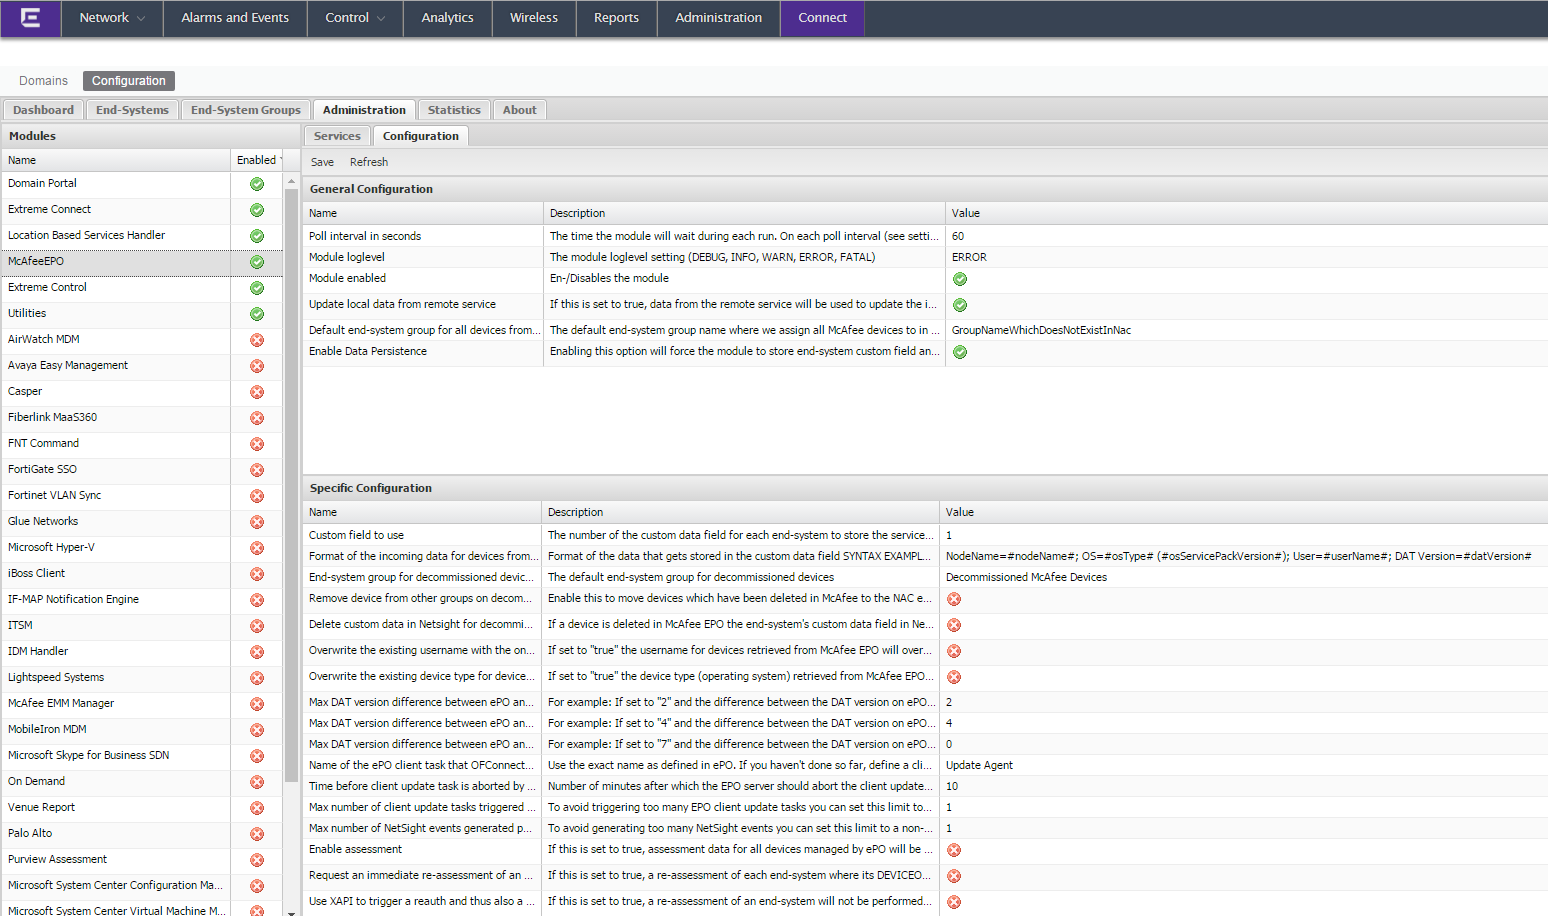 Network
Alarms and Events
Control
Analytics
Wireless
Reports
Administration
Connect
Domains
Configuration
Dashboard
End-Systems
End-System Groups
Administration
Statistics
About
Modules
Name Enabled
Domain Portal
Extreme Connect
Location Based Services Handler
McAfeeEPO
Extreme Control
Utilities
AirWatch MDM
Avaya Easy Management
Casper
Fiberlink MaaS360
FNT Command
FortiGate SSO
Fortinet VLAN Sync
Glue Networks
Microsoft Hyper-V
iBoss Client
IF-MAP Notification Engine
ITSM
IDM Handler
Lightspeed Systems
McAfee EMM Manager
MobileIron MDM
Microsoft Skype for Business SDN
On Demand
Venue Report
Palo Alto
Purview Assessment
Microsoft System Center Configuration Ma...
Microsoft System Center Virtual Machine M...
Services
Configuration
Save Refresh
General Configuration
Name Description Value
Poll interval in seconds The time the module will wait during each run. On each poll interval (see setti... 60
Module loglevel The module loglevel setting (DEBUG, INFO, WARN, ERROR, FATAL) ERROR
Module enabled En-/Disables the module
Update local data from remote service If this is set to true, data from the remote service will be used to update the i...
Default end-system group for all devices from... The default end-system group name where we assign all McAfee devices to in ... GroupNameWhichDoesNotExistInNac
Enable Data Persistence Enabling this option will force the module to store end-system custom field an...
Specific Configuration
Name Description Value
Custom field to use The number of the custom data field for each end-system to store the service... 1
Format of the incoming data for devices from... Format of the data that gets stored in the custom data field SYNTAX EXAMPL... NodeName=#nodeName#; OS=#osType# (#osServicePackVersion#); User=#userName#; DAT Version=#datVersion#
End-system group for decommissioned devic... The default end-system group for decommissioned devices Decommissioned McAfee Devices
Remove device from other groups on decom... Enable this to move devices which have been deleted in McAfee to the NAC e...
Delete custom data in Netsight for decommi... If a device is deleted in McAfee EPO the end-system's custom data field in Ne...
Overwrite the existing username with the on... If set to "true" the username for devices retrieved from McAfee EPO will over...
Overwrite the existing device type for device... If set to "true" the device type (operating system) retrieved from McAfee EPO...
Max DAT version difference between ePO an... For example: If set to "2" and the difference between the DAT version on ePO... 2
Max DAT version difference between ePO an... For example: If set to "4" and the difference between the DAT version on ePO... 4
Max DAT version difference between ePO an... For example: If set to "7" and the difference between the DAT version on ePO... 0
Name of the ePO client task that OFConnect... Use the exact name as defined in ePO. If you haven't done so far, define a cli... Update Agent
Time before client update task is aborted by ... Number of minutes after which the EPO server should abort the client update... 10
Max number of client update tasks triggered ... To avoid triggering too many EPO client update tasks you can set this limit to... 1
Max number of NetSight events generated p... To avoid generating too many NetSight events you can set this limit to a non-... 1
Enable assessment If this is set to true, assessment data for all devices managed by ePO will be ...
Request an immediate re-assessment of an ... If this is set to true, a re-assessment of each end-system where its DEVICEO...
Use XAPI to trigger a reauth and thus also a ... If this is set to true, a re-assessment of an end-system will not be performed...